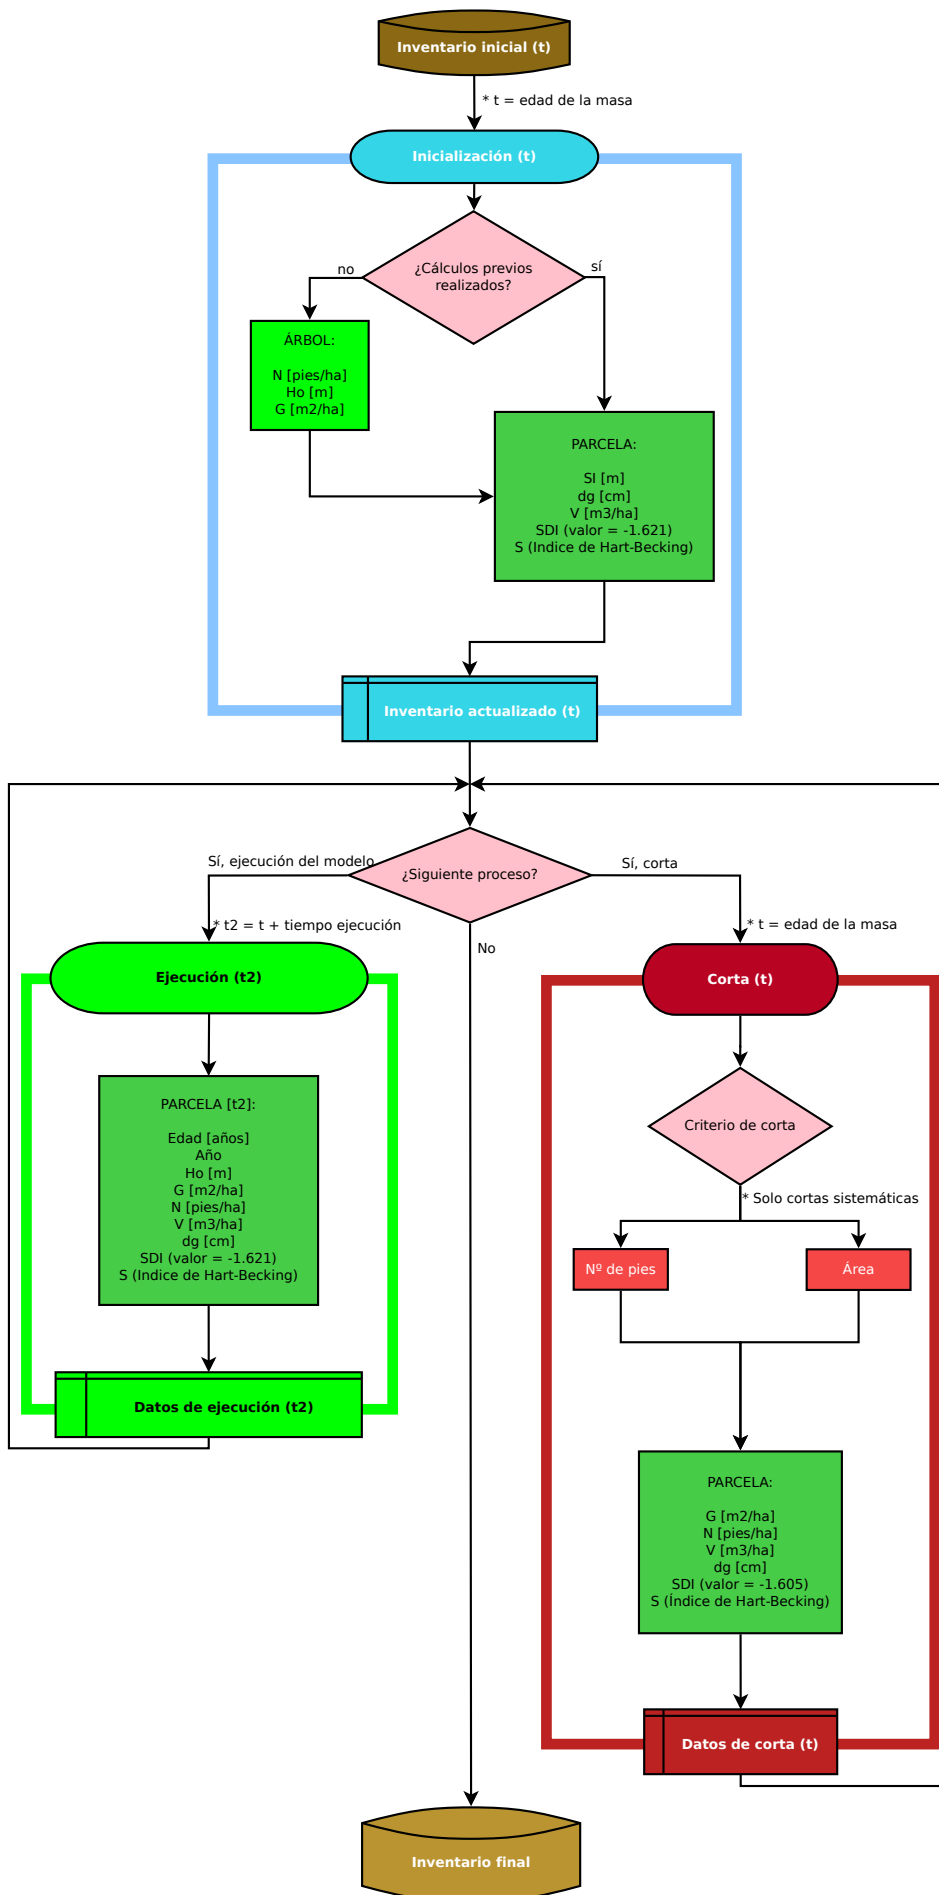 Inventario inicial (t)
* t = edad de la masa
Inicialización (t)
¿Cálculos previos
realizados?
no
sí
ÁRBOL:
N [pies/ha]
Ho [m]
G [m2/ha]
PARCELA:
SI [m]
dg [cm]
V [m3/ha]
SDI (valor = -1.621)
S (Indice de Hart-Becking)
Inventario actualizado (t)
¿Siguiente proceso?
Sí, ejecución del modelo
Sí, corta
No
* t2 = t + tiempo ejecución
* t = edad de la masa
Ejecución (t2)
PARCELA [t2]:
Edad [años]
Año
Ho [m]
G [m2/ha]
N [pies/ha]
V [m3/ha]
dg [cm]
SDI (valor = -1.621)
S (Indice de Hart-Becking)
Datos de ejecución (t2)
Corta (t)
Criterio de corta
* Solo cortas sistemáticas
Nº de pies
Área
PARCELA:
G [m2/ha]
N [pies/ha]
V [m3/ha]
dg [cm]
SDI (valor = -1.605)
S (Índice de Hart-Becking)
Datos de corta (t)
Inventario final